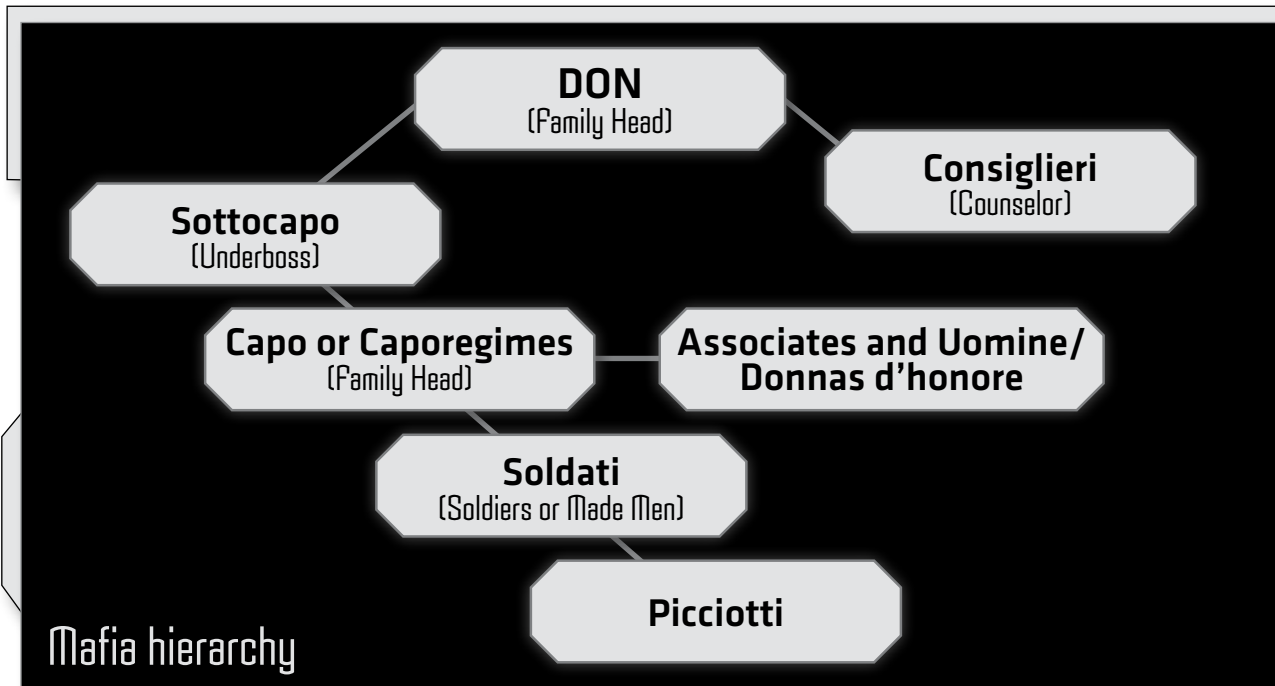 DON
(Family Head)
Consiglieri
(Counselor)
Sottocapo
(Underboss)
Capo or Caporegimes
(Family Head)
Associates and Uomine/
Donnas d'honore
Soldati
(Soldiers or Made Men)
Picciotti
Mafia hierarchy